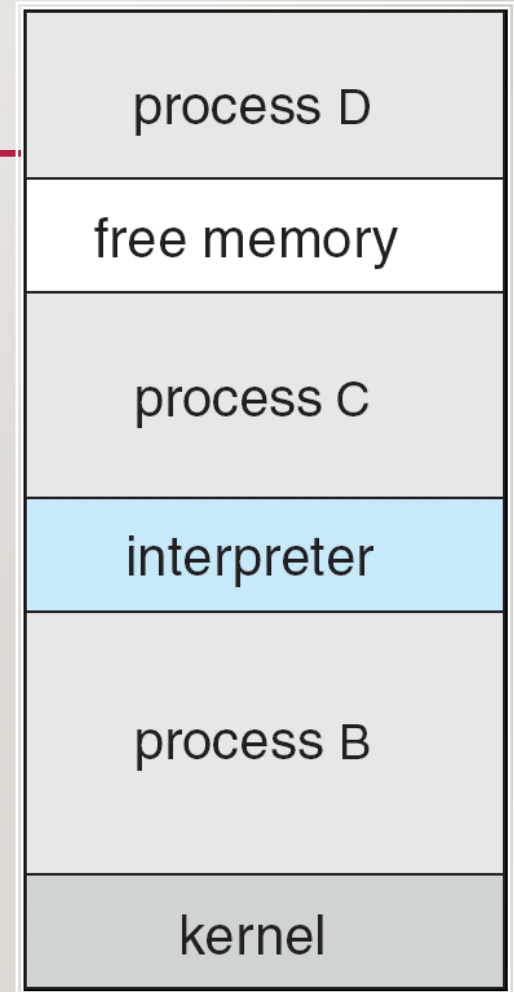 process D
free memory
process C
interpreter
process B
kernel